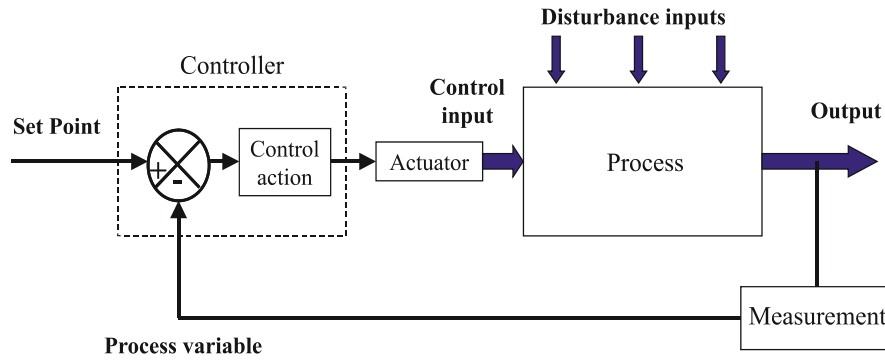 Disturbance inputs
Controller
Control
input
Output
Set Point
+
-
Control
action
Actuator
Process
Measurement
Process variable